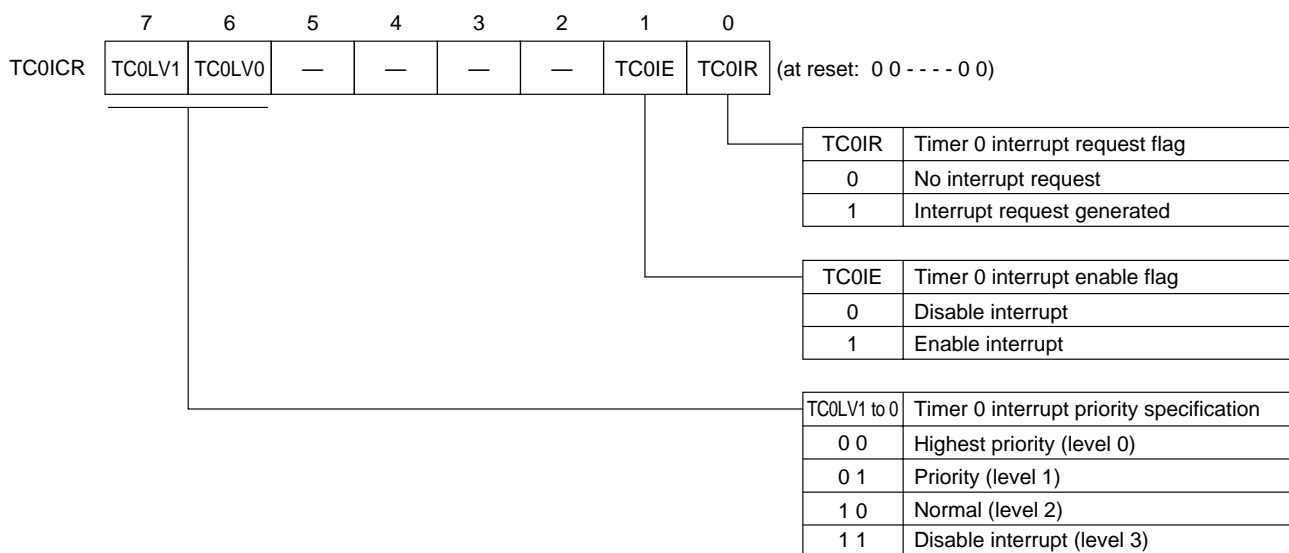 7 6 5 4 3 2 1 0
TC0ICR TC0LV1 TC0LV0 — — — — TC0IE TC0IR (at reset: 0 0 - - - - 0 0)
TC0IR Timer 0 interrupt request flag
0 No interrupt request
1 Interrupt request generated
TC0IE Timer 0 interrupt enable flag
0 Disable interrupt
1 Enable interrupt
TC0LV1 to 0 Timer 0 interrupt priority specification
0 0 Highest priority (level 0)
0 1 Priority (level 1)
1 0 Normal (level 2)
1 1 Disable interrupt (level 3)